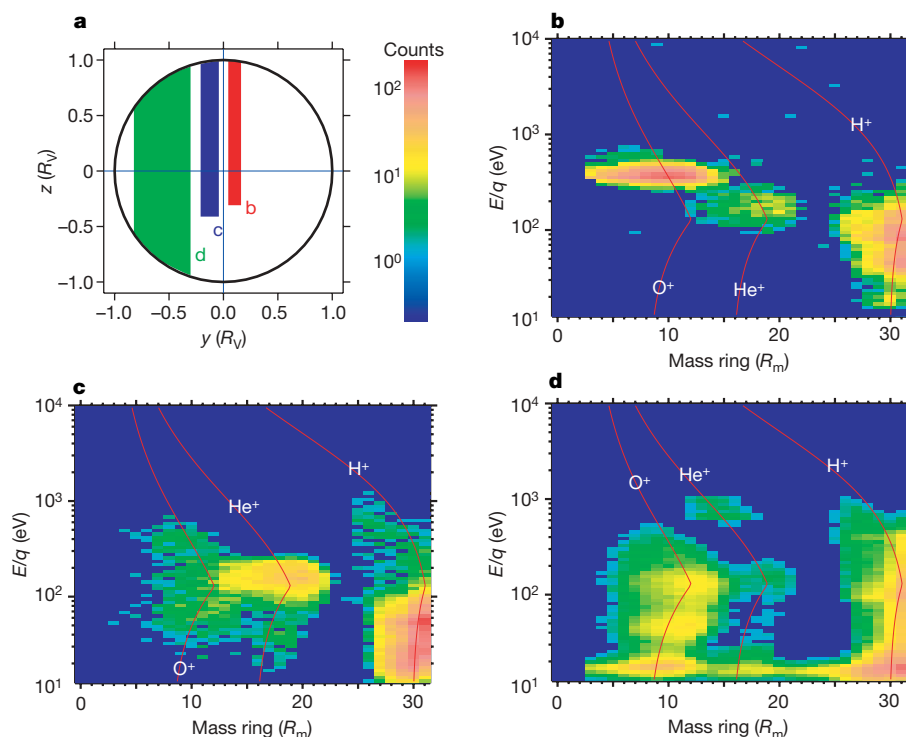 a
Counts
10²
10¹
10⁰
z (R_V)
1.0
0.5
0
−0.5
−1.0
b
c
d
−1.0 −0.5 0 0.5 1.0
y (R_V)
b
E/q (eV)
10⁴
10³
10²
10¹
H⁺
O⁺
He⁺
0 10 20 30
Mass ring (R_m)
c
E/q (eV)
10⁴
10³
10²
10¹
H⁺
He⁺
O⁺
0 10 20 30
Mass ring (R_m)
d
E/q (eV)
10⁴
10³
10²
10¹
H⁺
He⁺
O⁺
0 10 20 30
Mass ring (R_m)